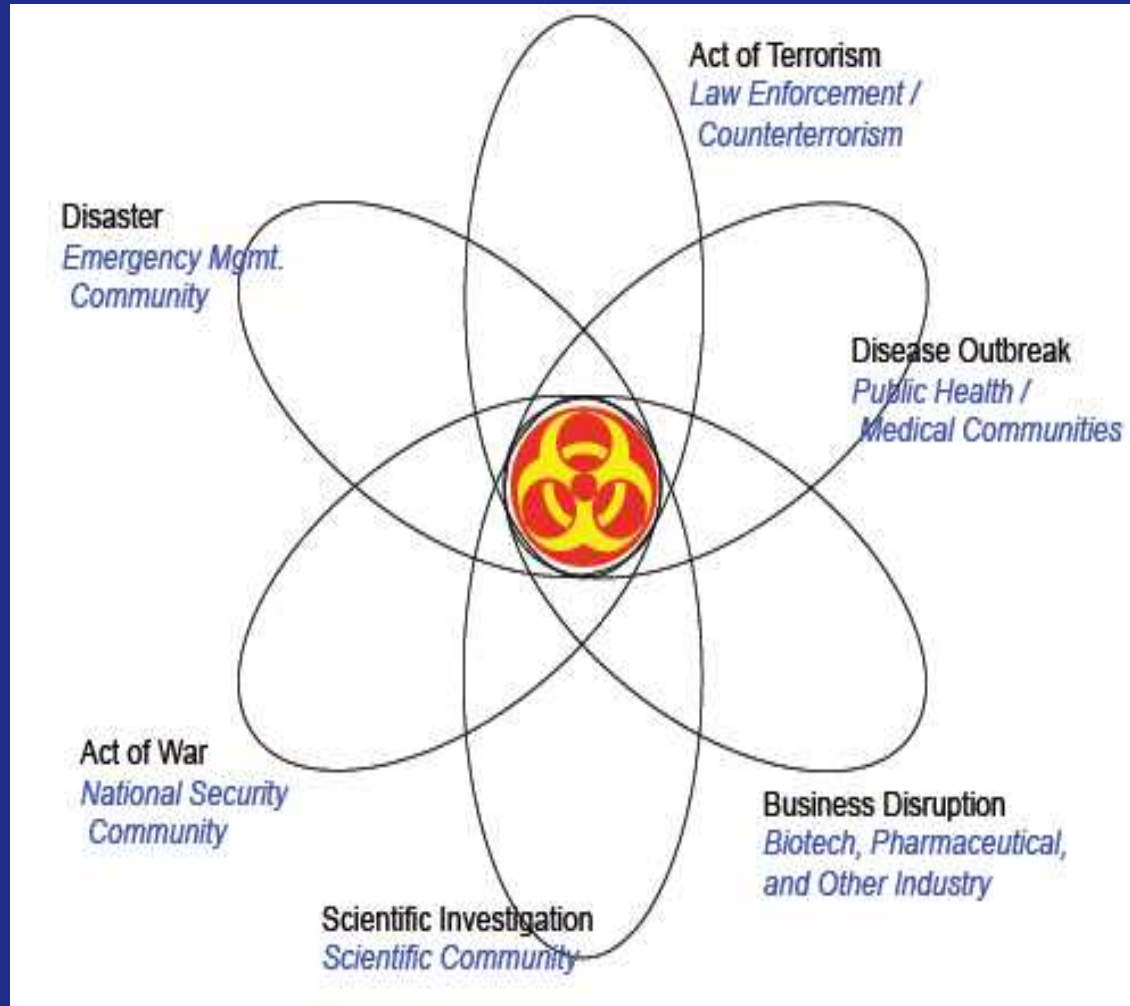 Act of Terrorism
Law Enforcement /
Counterterrorism
Disaster
Emergency Mgmt.
Community
Disease Outbreak
Public Health /
Medical Communities
Act of War
National Security
Community
Business Disruption
Biotech, Pharmaceutical,
and Other Industry
Scientific Investigation
Scientific Community